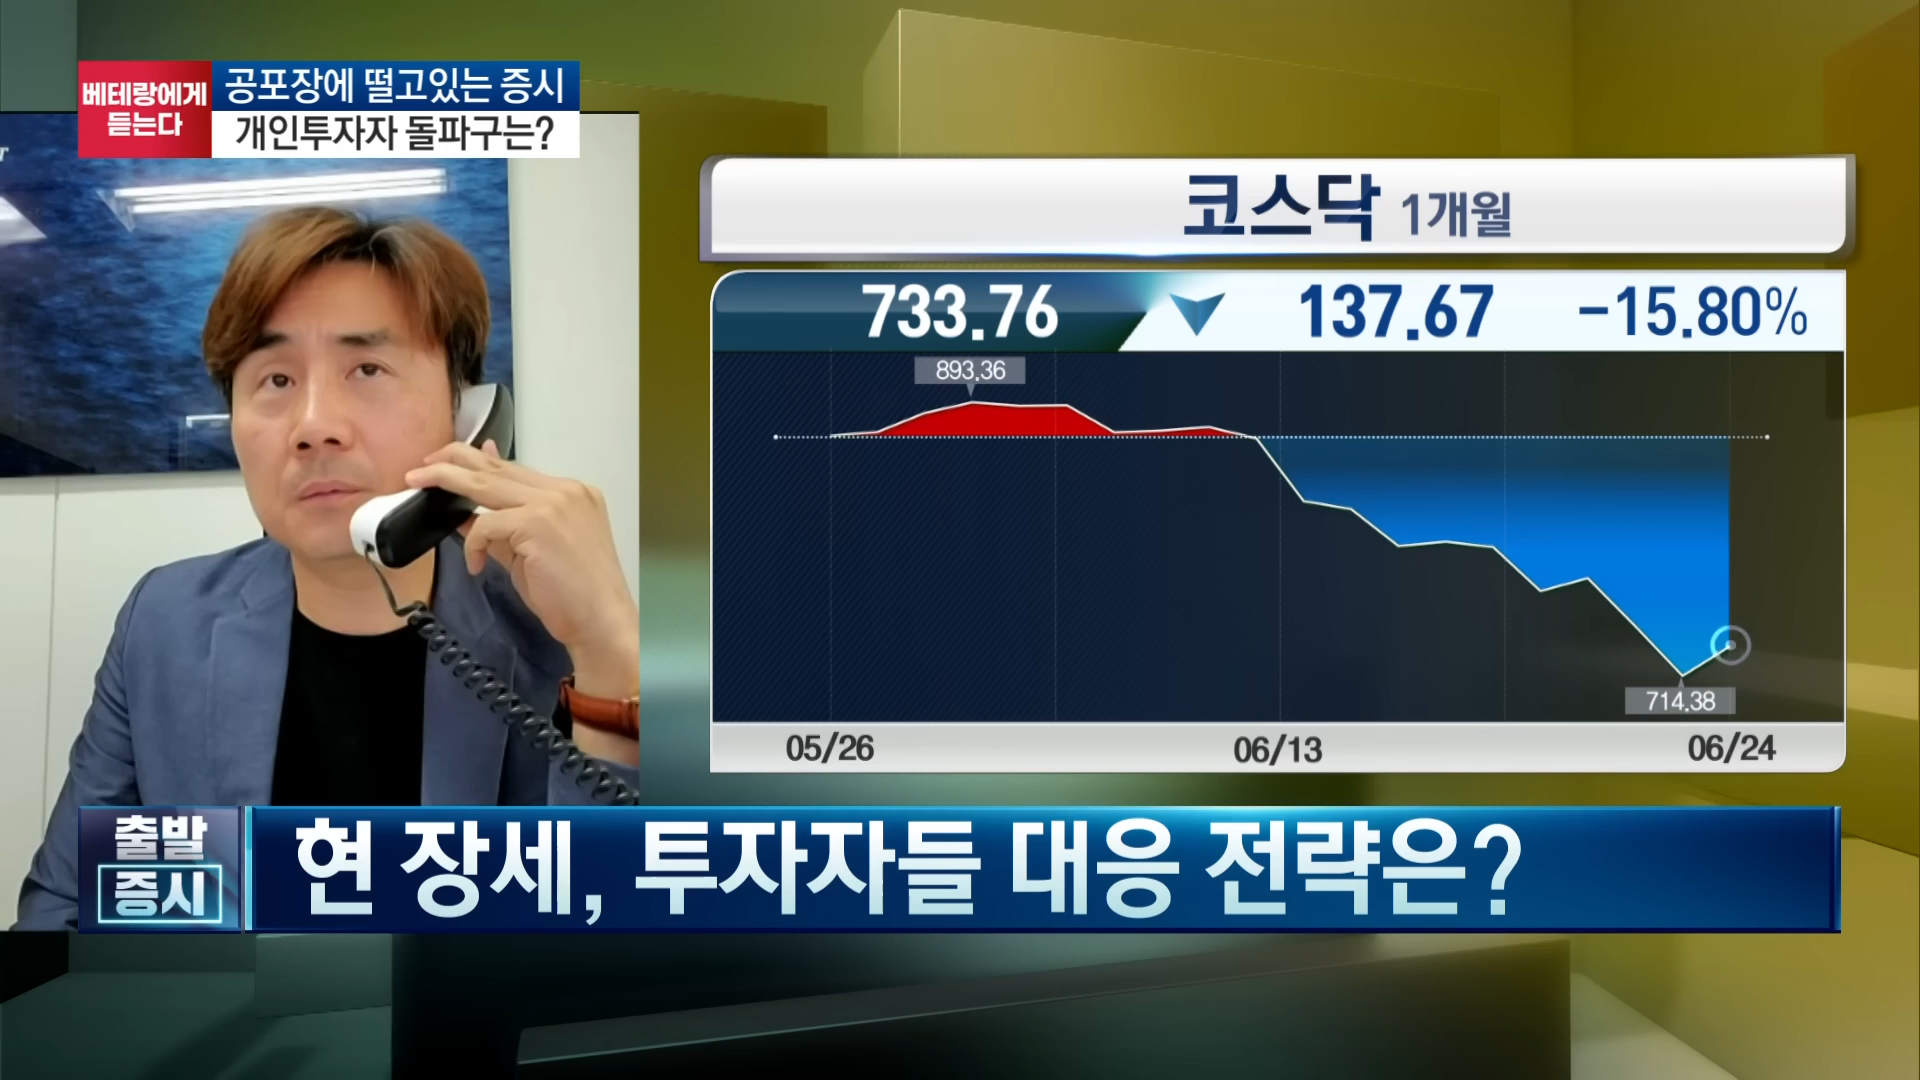 베테랑에게
듣는다
공포장에 떨고있는 증시
개인투자자 돌파구는?
r
코스닥 1개월
733.76 ▼ 137.67 -15.80%
893.36
714.38
05/26 06/13 06/24
출발
증시
현 장세, 투자자들 대응 전략은?